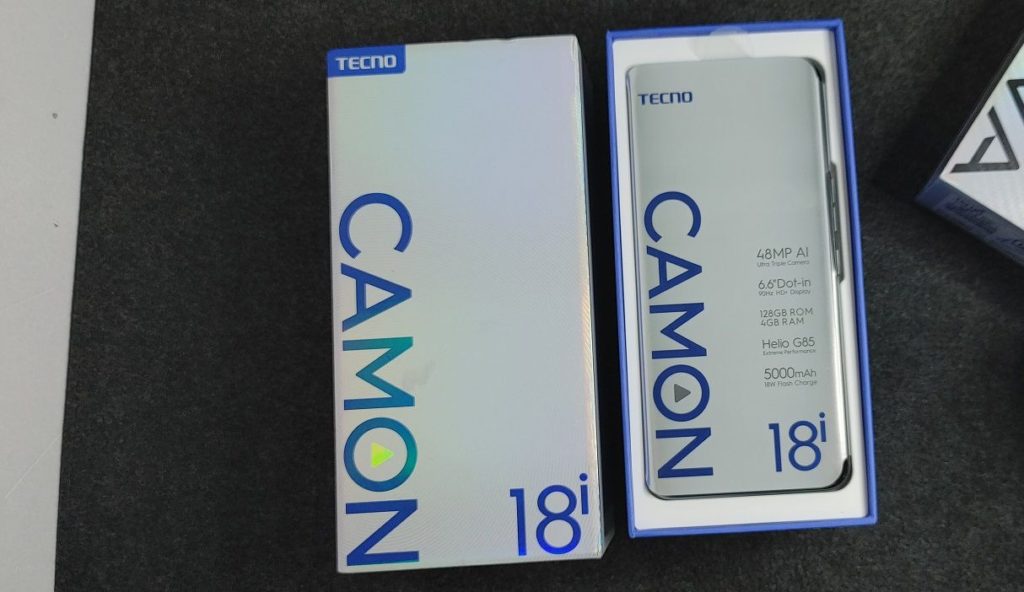 TECNO
CAMON
18i
TECNO
CAMON
48MP AI
Ultra Triple Camera
6.6"Dot-in
90Hz HD+ Display
128GB ROM
4GB RAM
Helio G85
Extreme Performance
5000mAh
18W Flash Charge
18i